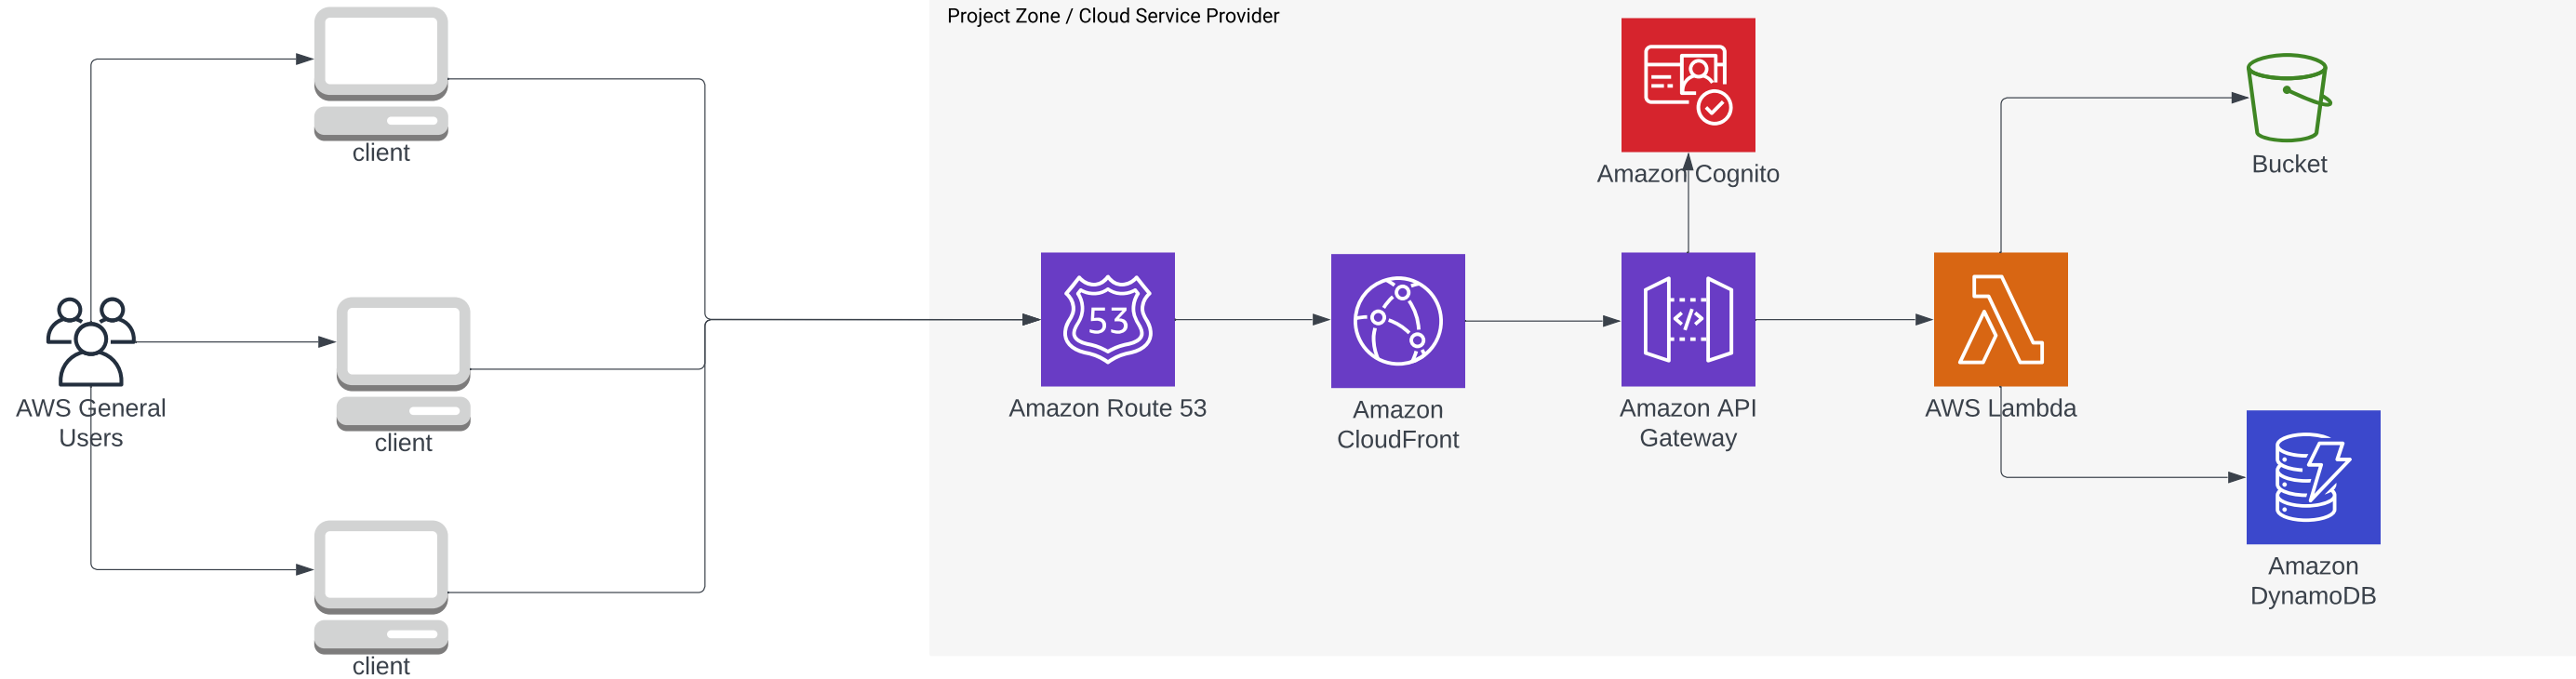 Project Zone / Cloud Service Provider
client
Amazon Cognito
Bucket
53
AWS General
Users
client
Amazon Route 53
Amazon
CloudFront
Amazon API
Gateway
AWS Lambda
Amazon
DynamoDB
client